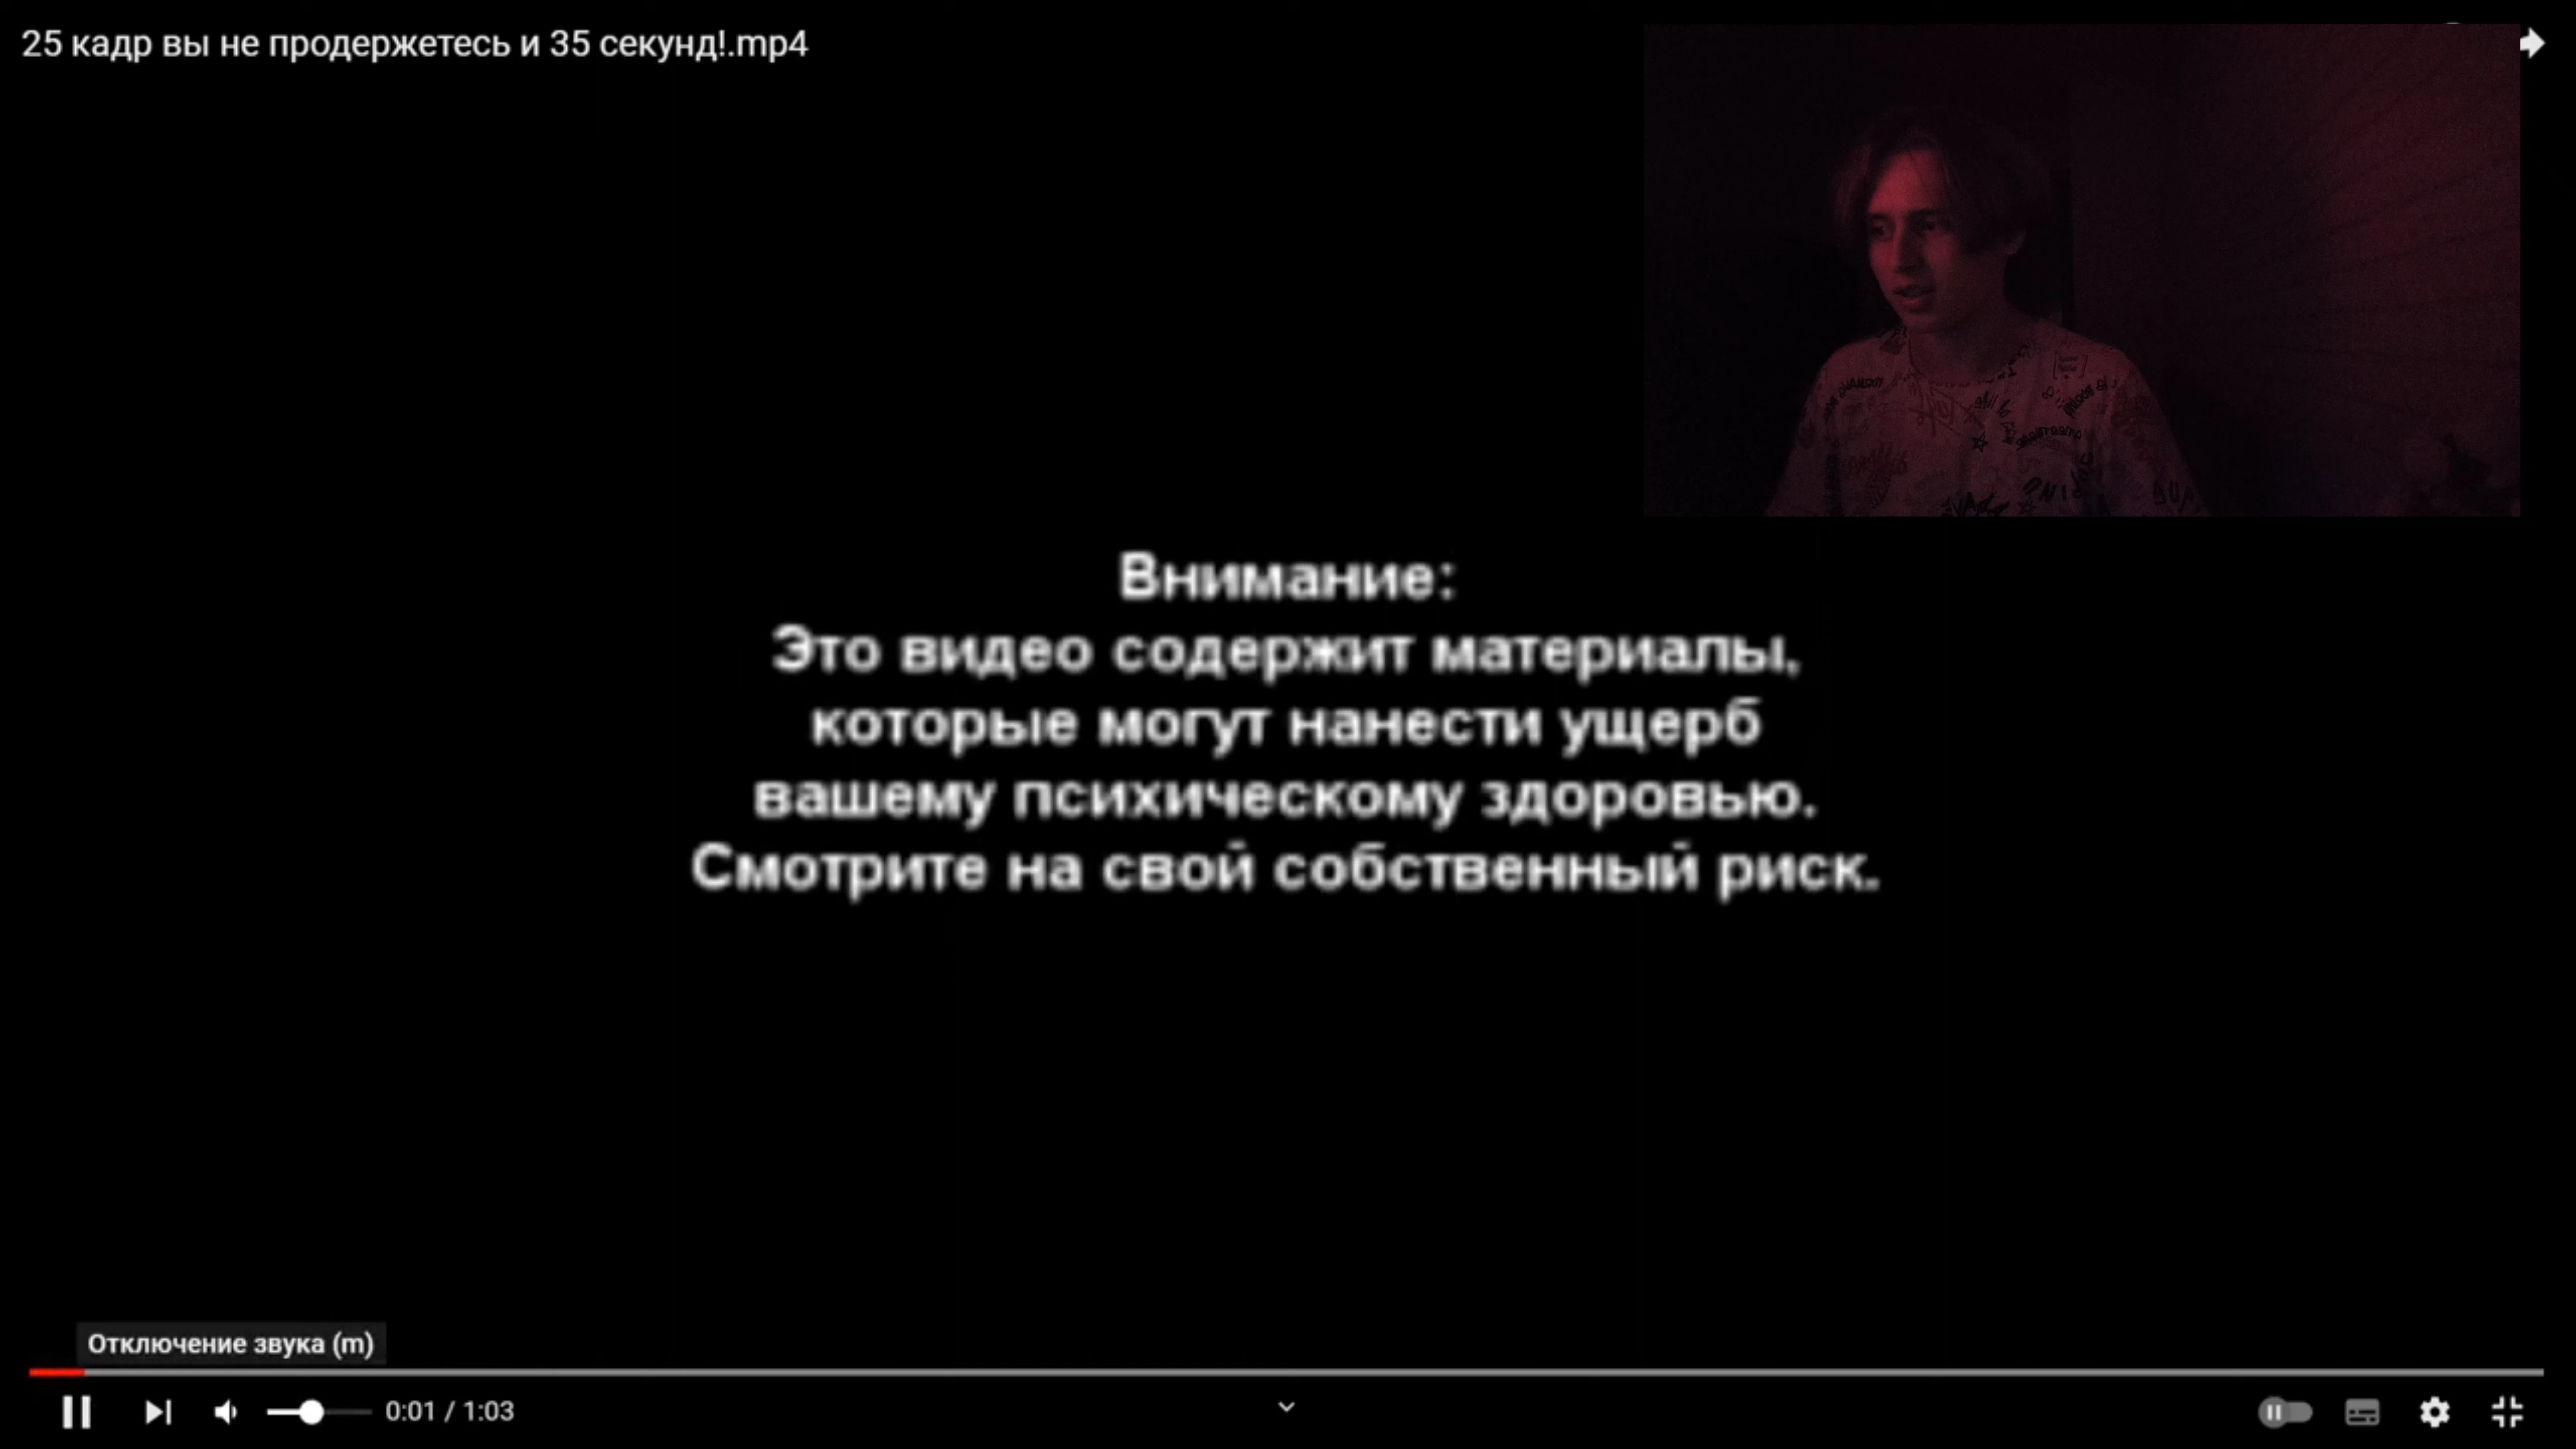 25 кадр вы не продержетесь и 35 секунд!.mp4
Внимание:
Это видео содержит материалы,
которые могут нанести ущерб
вашему психическому здоровью.
Смотрите на свой собственный риск.
Отключение звука (m)
0:01 / 1:03